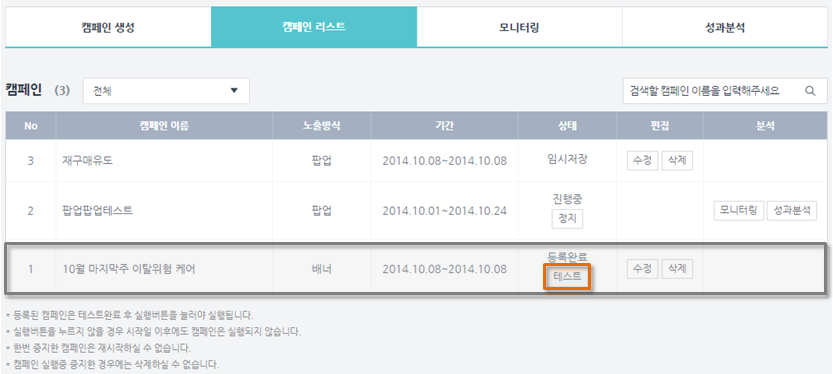 캠페인 생성 캠페인 리스트 모니터링 성과분석
캠페인 (3) 전체 검색할 캠페인 이름을 입력해주세요
No 캠페인 이름 노출방식 기간 상태 편집 분석
3 재구매유도 팝업 2014.10.08~2014.10.08 임시저장 수정 삭제
2 팝업팝업테스트 팝업 2014.10.01~2014.10.24 진행중 정지 모니터링 성과분석
1 10월 마지막주 이탈위험 케어 배너 2014.10.08~2014.10.08 등록완료 테스트 수정 삭제
* 등록된 캠페인은 테스트완료 후 실행버튼을 눌러야 실행됩니다.
* 실행버튼을 누르지 않을 경우 시작일 이후에도 캠페인은 실행되지 않습니다.
* 한번 중지한 캠페인은 재시작하실 수 없습니다.
* 캠페인 실행중 중지한 경우에는 삭제하실 수 없습니다.